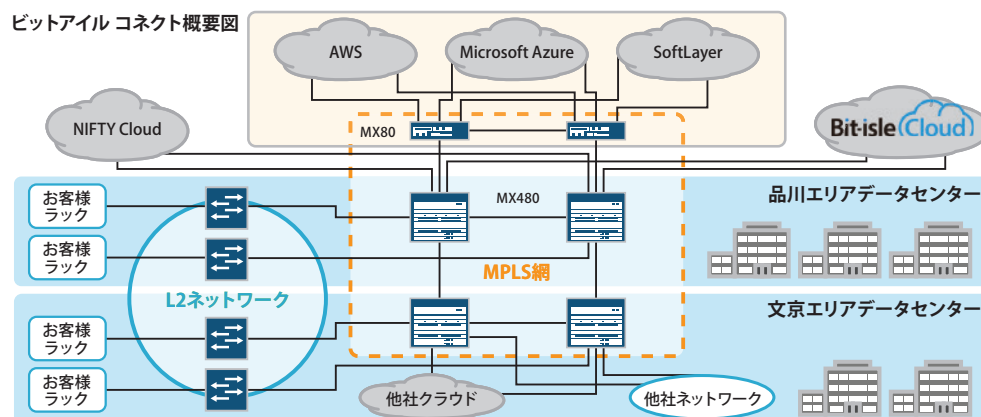 ビットアイル コネクト概要図
AWS
Microsoft Azure
SoftLayer
MX80
NIFTY Cloud
Bit-isle Cloud
お客様
ラック
お客様
ラック
MX480
品川エリアデータセンター
MPLS網
L2ネットワーク
文京エリアデータセンター
お客様
ラック
お客様
ラック
他社クラウド
他社ネットワーク